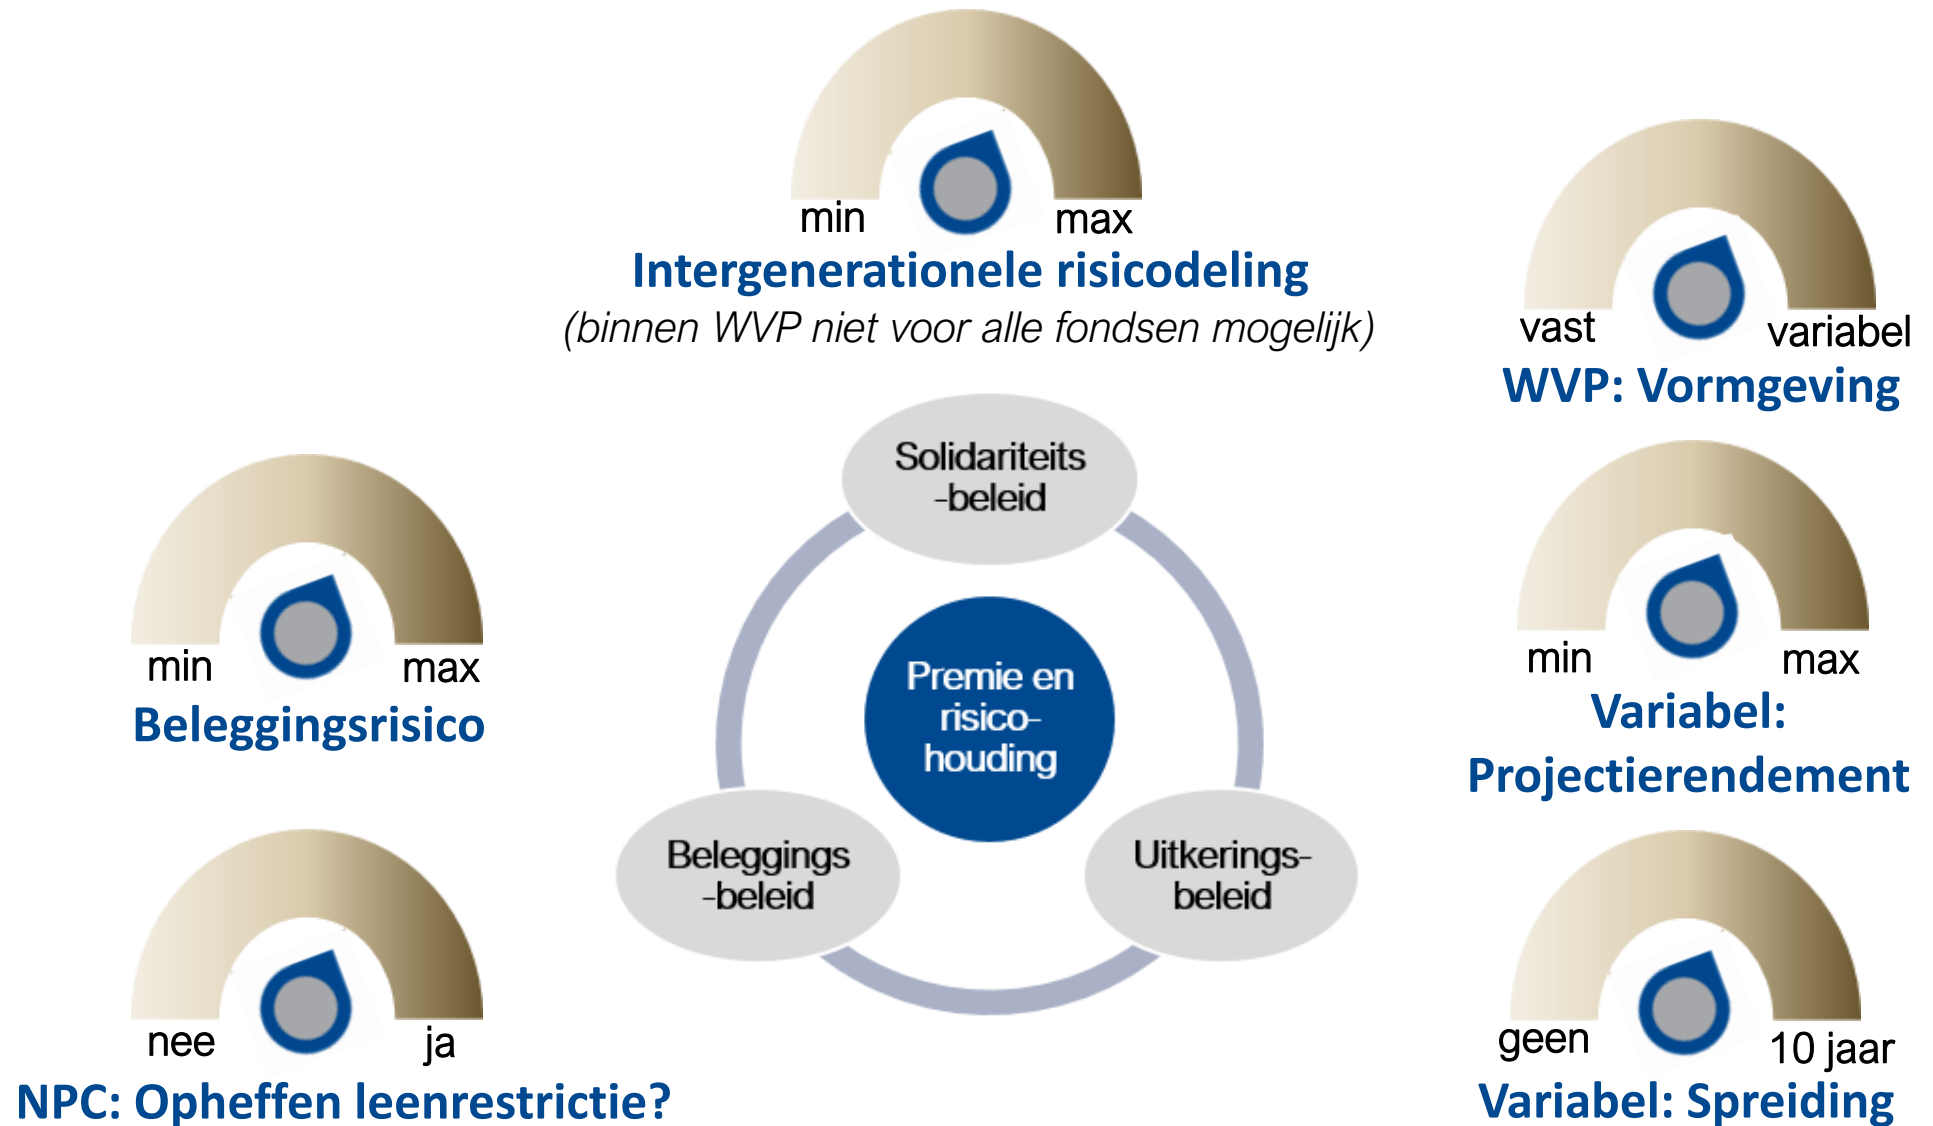 min
max
Intergenerationele risicodeling
(binnen WVP niet voor alle fondsen mogelijk)
vast
variabel
WVP: Vormgeving
Solidariteits
-beleid
min
max
Beleggingsrisico
Premie en
risico-
houding
min
max
Variabel:
Projectierendement
Beleggings
-beleid
Uitkerings-
beleid
nee
ja
NPC: Opheffen leenrestrictie?
geen
10 jaar
Variabel: Spreiding